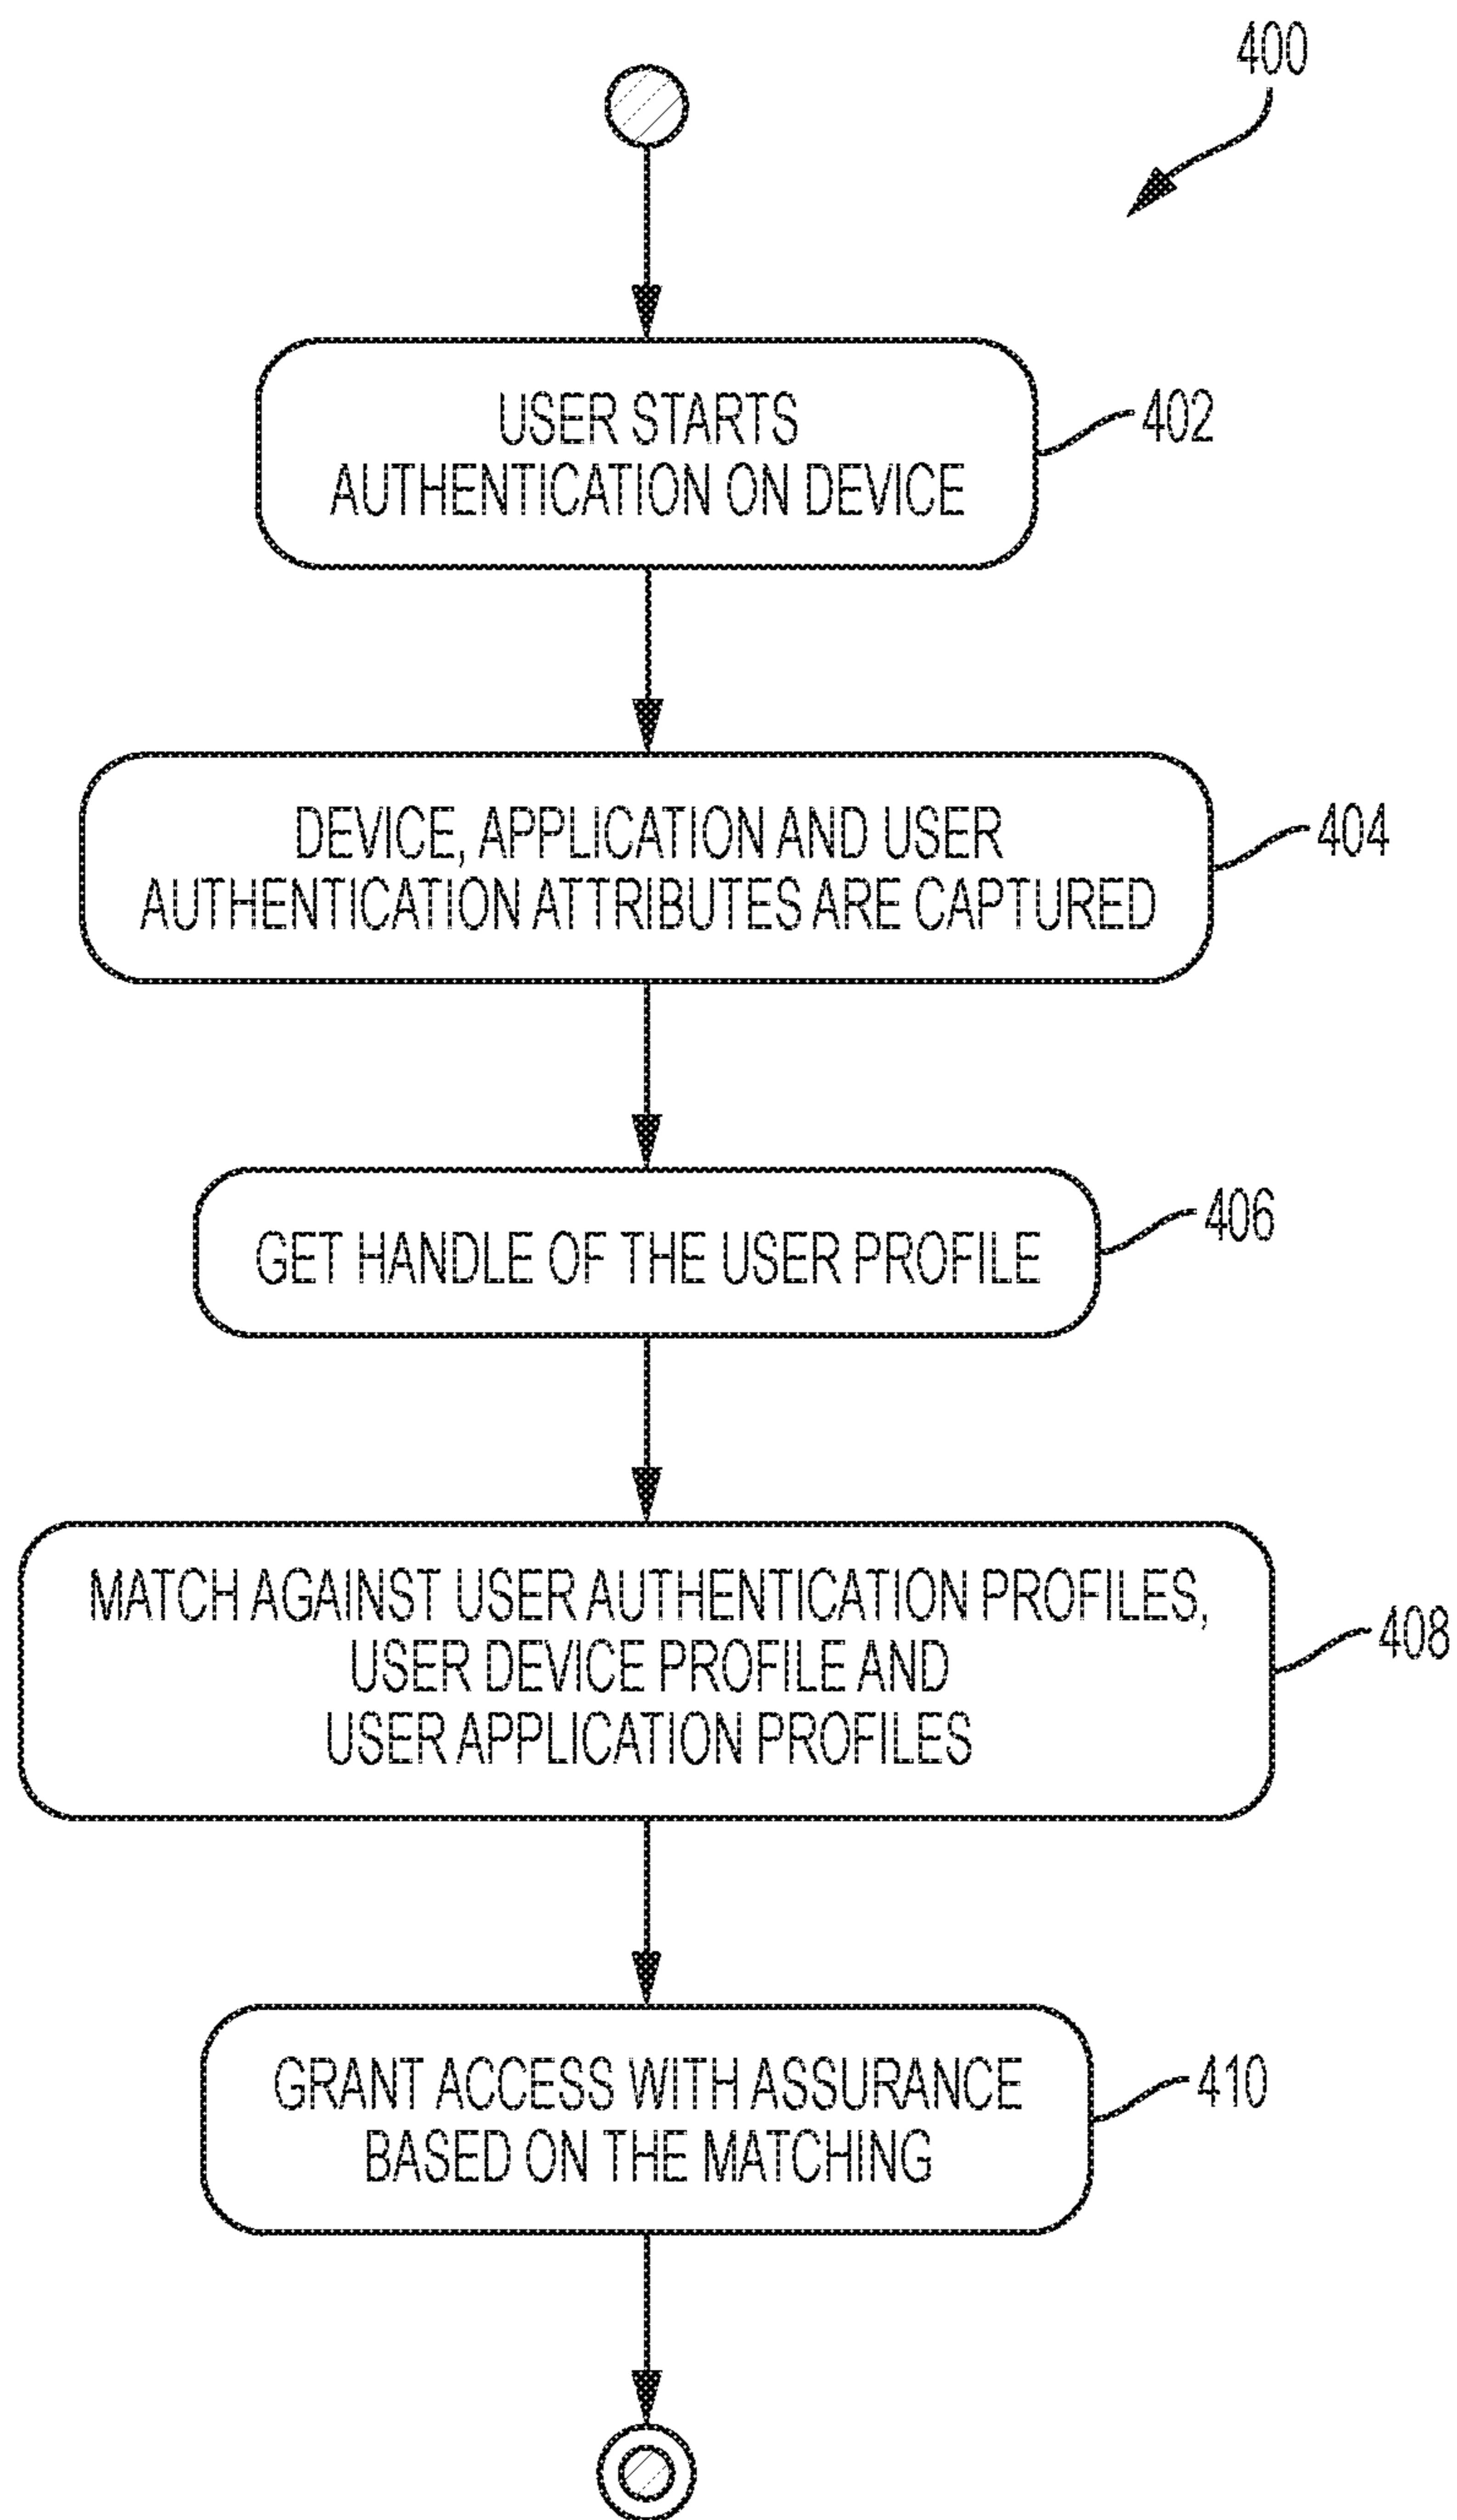 400
USER STARTS
AUTHENTICATION ON DEVICE
402
DEVICE, APPLICATION AND USER
AUTHENTICATION ATTRIBUTES ARE CAPTURED
404
GET HANDLE OF THE USER PROFILE
406
MATCH AGAINST USER AUTHENTICATION PROFILES,
USER DEVICE PROFILE AND
USER APPLICATION PROFILES
408
GRANT ACCESS WITH ASSURANCE
BASED ON THE MATCHING
410